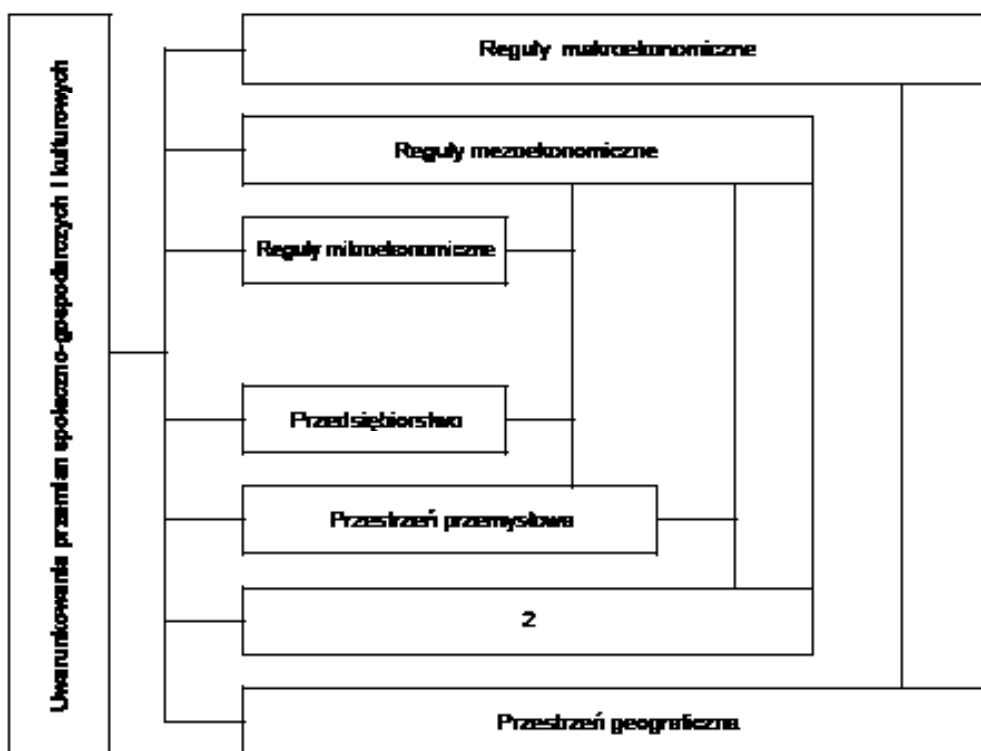 Uwarunkowania przemian społeczno-gospodarczych i kulturowych
Reguły makroekonomiczne
Reguły mezoekonomiczne
Reguły mikroekonomiczne
Przedsiębiorstwo
Przestrzeń przemysłowa
2
Przestrzeń geograficzna